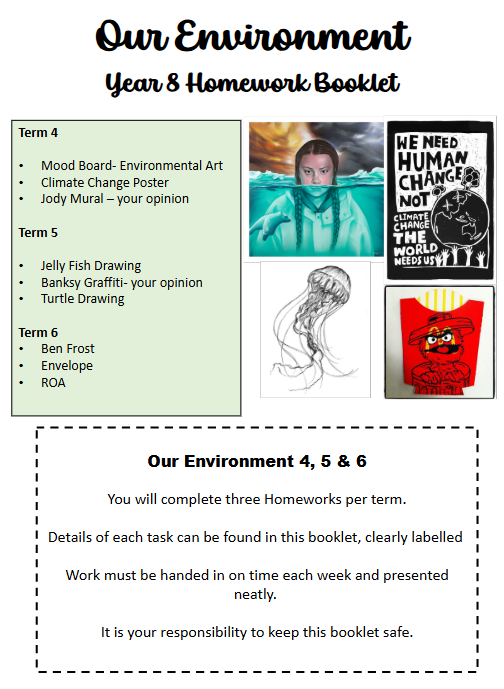 Our Environment
Year 8 Homework Booklet
Term 4
• Mood Board- Environmental Art
• Climate Change Poster
• Jody Mural – your opinion
Term 5
• Jelly Fish Drawing
• Banksy Graffiti- your opinion
• Turtle Drawing
Term 6
• Ben Frost
• Envelope
• ROA
WE NEED
HUMAN
CHANGE
NOT
CLIMATE
CHANGE
THE
WORLD
NEEDS US
Our Environment 4, 5 & 6
You will complete three Homeworks per term.
Details of each task can be found in this booklet, clearly labelled
Work must be handed in on time each week and presented
neatly.
It is your responsibility to keep this booklet safe.